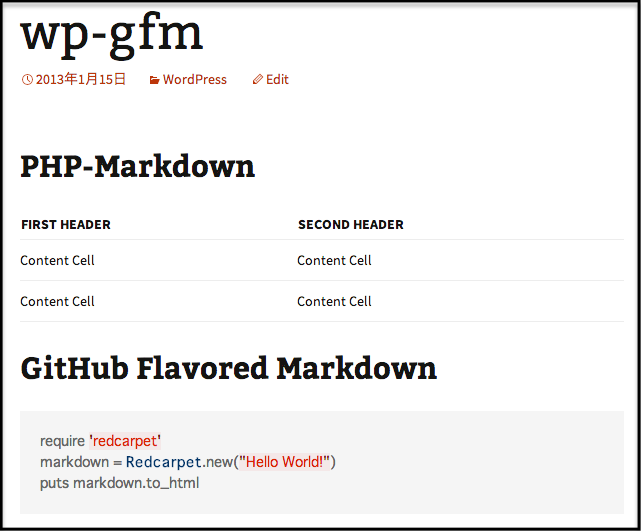 wp-gfm
2013年1月15日 WordPress Edit
PHP-Markdown
FIRST HEADER SECOND HEADER
Content Cell Content Cell
Content Cell Content Cell
GitHub Flavored Markdown
require 'redcarpet'
markdown = Redcarpet.new("Hello World!")
puts markdown.to_html